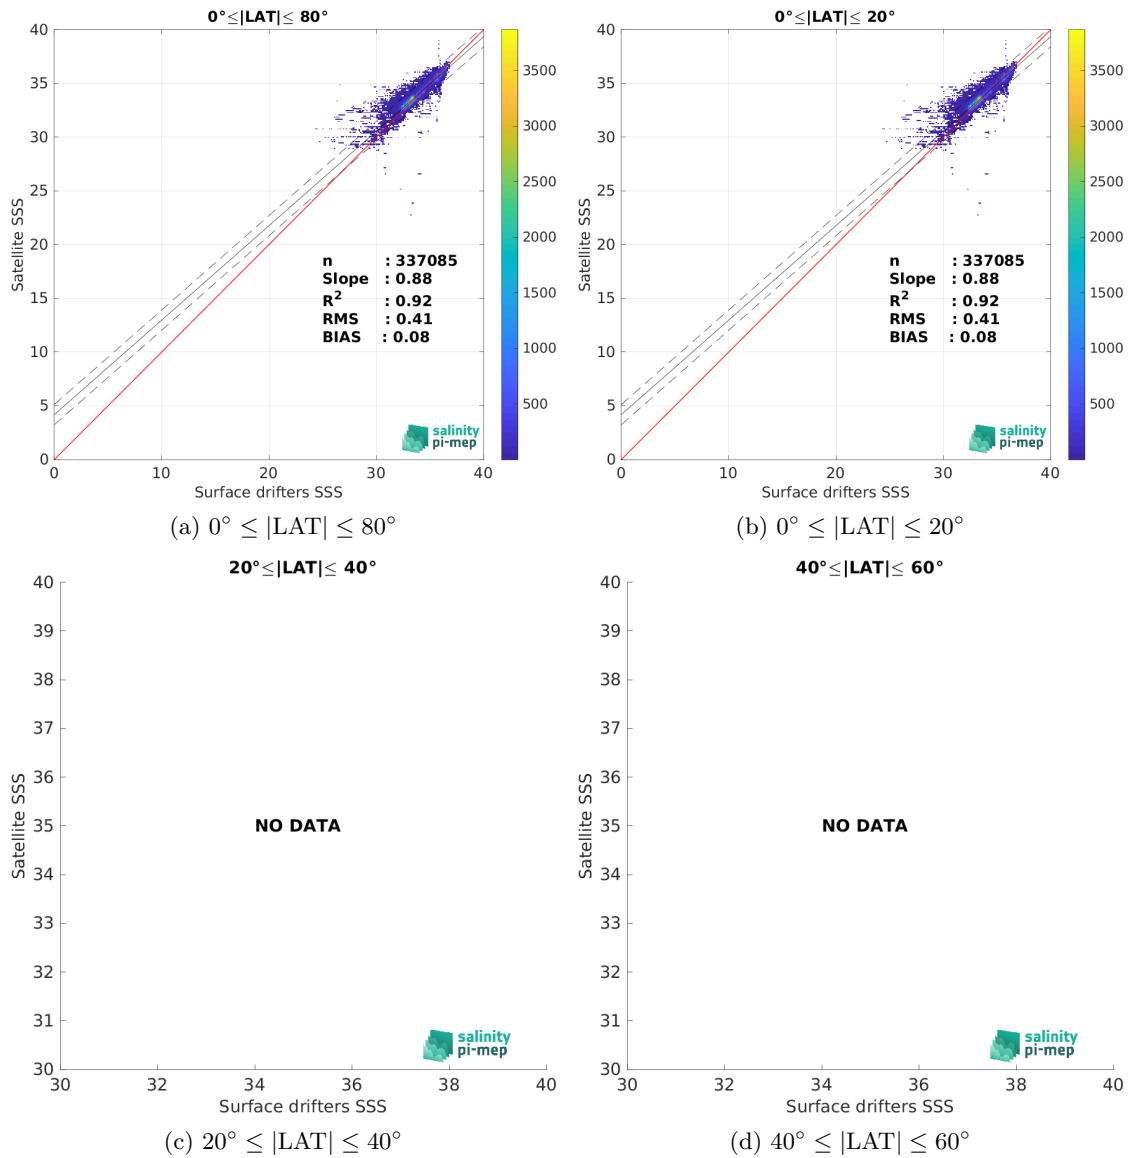 0°≤|LAT|≤ 80°
40
35
30
25
20
15
10
5
0
Satellite SSS
n : 337085
Slope : 0.88
R² : 0.92
RMS : 0.41
BIAS : 0.08
salinity
pi-mep
0 10 20 30 40
Surface drifters SSS
3500
3000
2500
2000
1500
1000
500
(a) 0° ≤ |LAT| ≤ 80°
0°≤|LAT|≤ 20°
40
35
30
25
20
15
10
5
0
Satellite SSS
n : 337085
Slope : 0.88
R² : 0.92
RMS : 0.41
BIAS : 0.08
salinity
pi-mep
0 10 20 30 40
Surface drifters SSS
3500
3000
2500
2000
1500
1000
500
(b) 0° ≤ |LAT| ≤ 20°
20°≤|LAT|≤ 40°
40
39
38
37
36
35
34
33
32
31
30
Satellite SSS
NO DATA
salinity
pi-mep
30 32 34 36 38 40
Surface drifters SSS
(c) 20° ≤ |LAT| ≤ 40°
40°≤|LAT|≤ 60°
40
39
38
37
36
35
34
33
32
31
30
Satellite SSS
NO DATA
salinity
pi-mep
30 32 34 36 38 40
Surface drifters SSS
(d) 40° ≤ |LAT| ≤ 60°